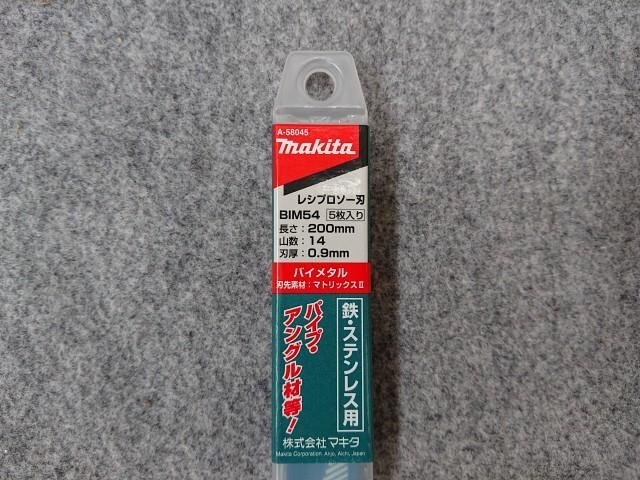 A-58045
makita
レシプロソー刃
BIM54 5枚入り
長さ：200mm
山数：14
刃厚：0.9mm
バイメタル
刃先素材：マトリックスⅡ
鉄・ステンレス用
パイプ・
アングル材等！
株式会社マキタ
Makita Corporation Anjo, Aichi, Japan